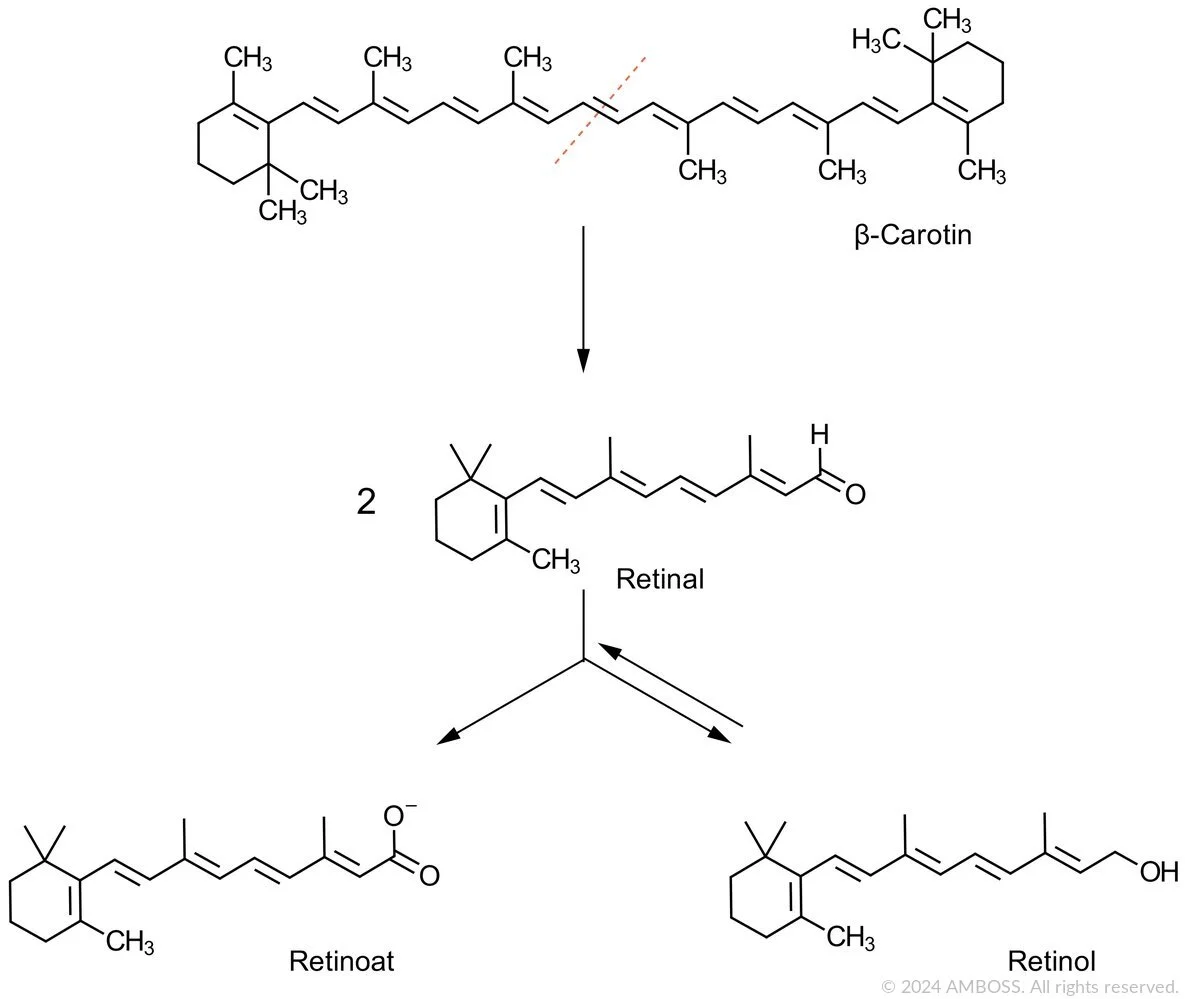 CH₃
H₃C
CH₃ CH₃ CH₃
CH₃
CH₃ CH₃ CH₃ CH₃
β-Carotin
H
2 O
CH₃
Retinal
O⁻
O OH
CH₃ CH₃
Retinoat Retinol
© 2024 AMBOSS. All rights reserved.